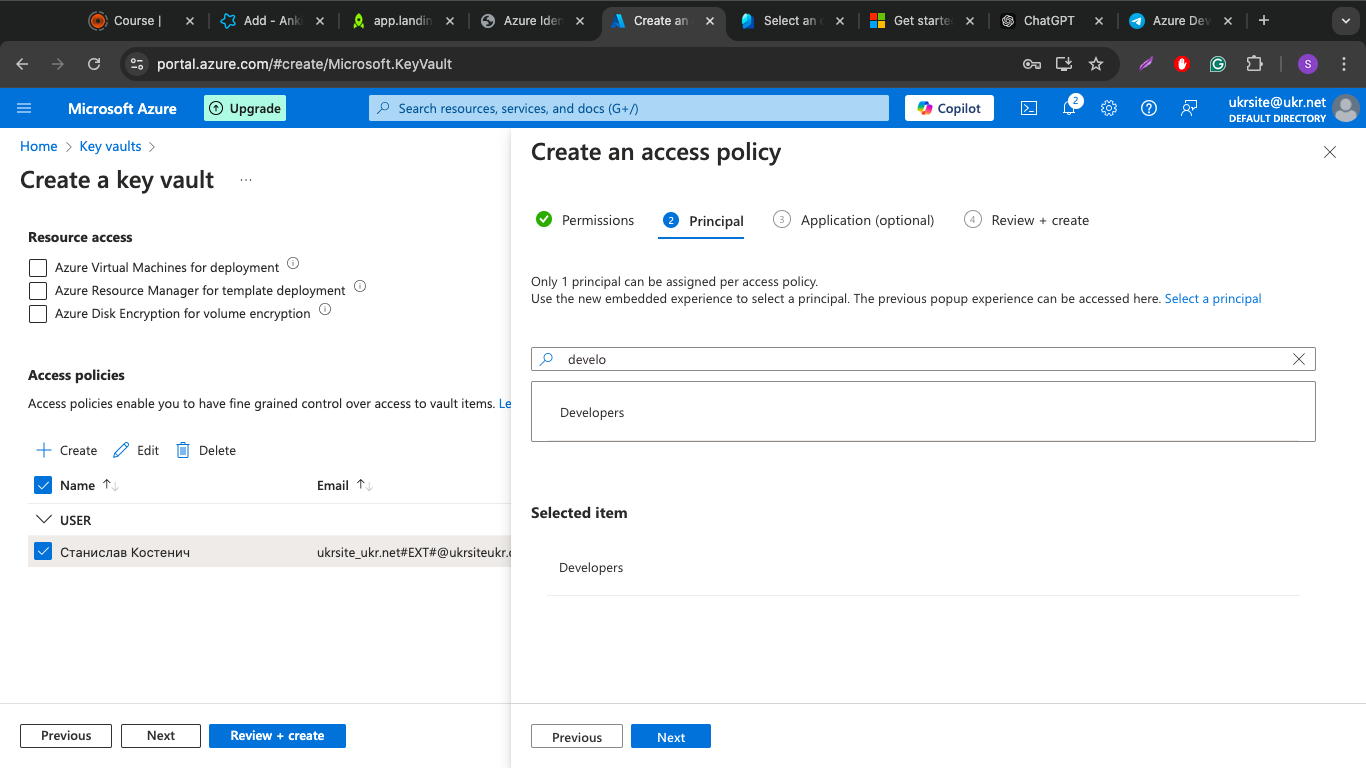 Course |
Add - Ank
app.landin
Azure Iden
Create an
Select an
Get starte
ChatGPT
Azure Dev
portal.azure.com/#create/Microsoft.KeyVault
S
Microsoft Azure
Upgrade
Search resources, services, and docs (G+/)
Copilot
2
ukrsite@ukr.net
DEFAULT DIRECTORY
Home > Key vaults >
Create a key vault
...
Resource access
Azure Virtual Machines for deployment
Azure Resource Manager for template deployment
Azure Disk Encryption for volume encryption
Access policies
Access policies enable you to have fine grained control over access to vault items. Le
Create Edit Delete
Name Email
USER
Станислав Костенич ukrsite_ukr.net#EXT#@ukrsiteukr.
Previous Next Review + create
Create an access policy
Permissions 2 Principal 3 Application (optional) 4 Review + create
Only 1 principal can be assigned per access policy.
Use the new embedded experience to select a principal. The previous popup experience can be accessed here. Select a principal
develo
Developers
Selected item
Developers
Previous Next